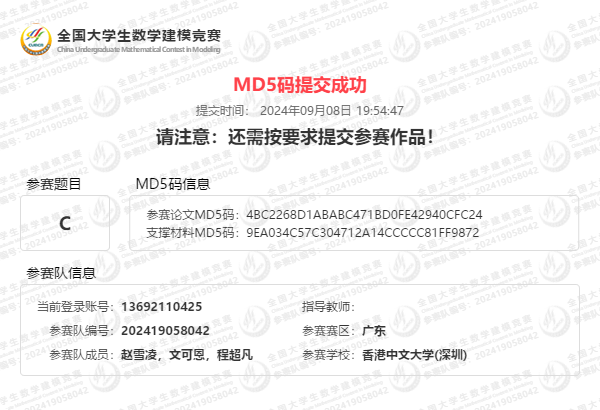 全国大学生数学建模竞赛
China Undergraduate Mathematical Contest in Modeling
MD5码提交成功
提交时间： 2024年09月08日 19:54:47
请注意：还需按要求提交参赛作品！
参赛题目
MD5码信息
C
参赛论文MD5码：4BC2268D1ABABC471BD0FE42940CFC24
支撑材料MD5码：9EA034C57C304712A14CCCCC81FF9872
参赛队信息
当前登录账号：13692110425
指导教师：
参赛队编号：202419058042
参赛赛区：广东
参赛队成员：赵雪凌，文可恩，程超凡
参赛学校：香港中文大学(深圳)